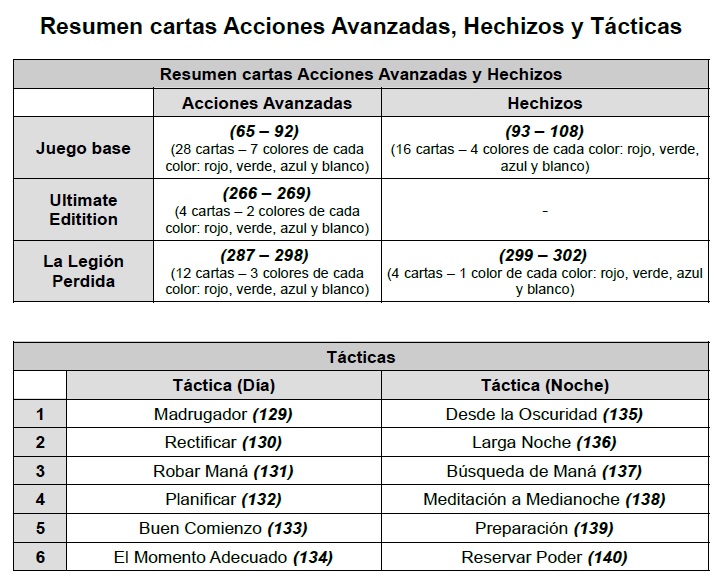 Resumen cartas Acciones Avanzadas, Hechizos y Tácticas
Resumen cartas Acciones Avanzadas y Hechizos
Acciones Avanzadas Hechizos
Juego base
(65 – 92)
(28 cartas – 7 colores de cada
color: rojo, verde, azul y blanco)
(93 – 108)
(16 cartas – 4 colores de cada color: rojo, verde,
azul y blanco)
Ultimate
Editition
(266 – 269)
(4 cartas – 2 colores de cada
color: rojo, verde, azul y blanco)
-
La Legión
Perdida
(287 – 298)
(12 cartas – 3 colores de cada
color: rojo, verde, azul y blanco)
(299 – 302)
(4 cartas – 1 color de cada color: rojo, verde, azul
y blanco)
Tácticas
Táctica (Día) Táctica (Noche)
1 Madrugador (129) Desde la Oscuridad (135)
2 Rectificar (130) Larga Noche (136)
3 Robar Maná (131) Búsqueda de Maná (137)
4 Planificar (132) Meditación a Medianoche (138)
5 Buen Comienzo (133) Preparación (139)
6 El Momento Adecuado (134) Reservar Poder (140)